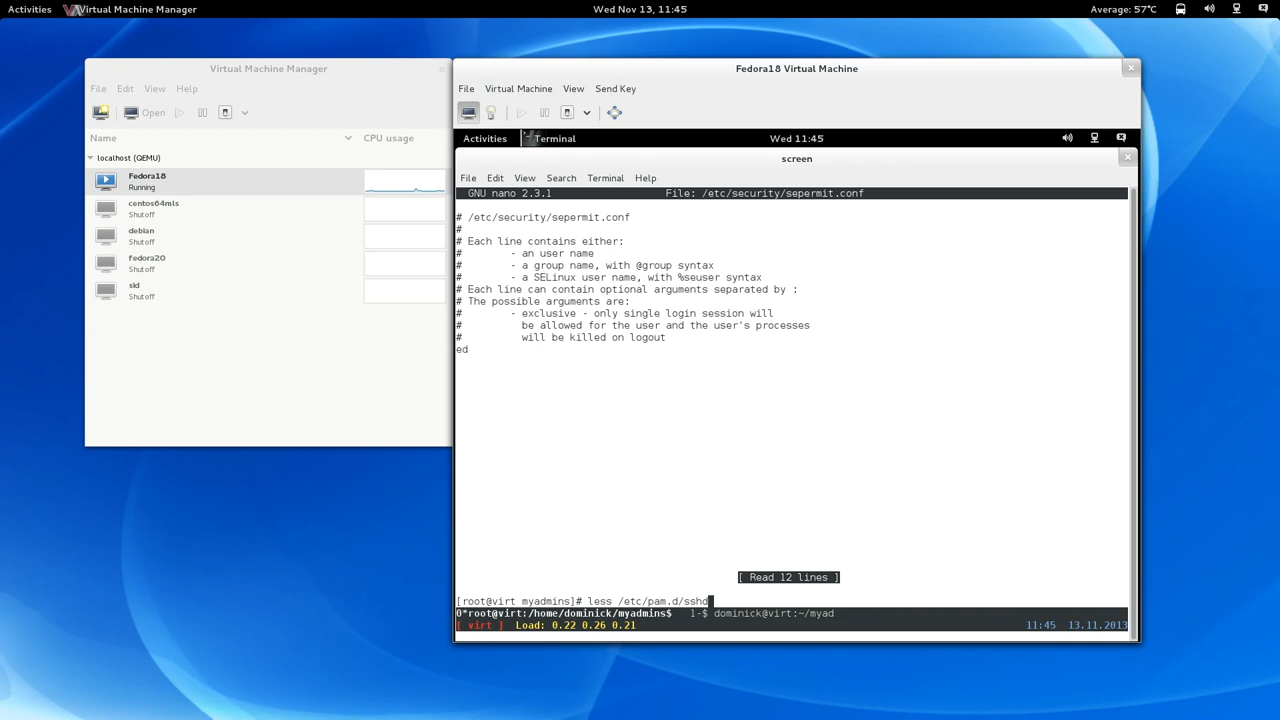 Activities Virtual Machine Manager Wed Nov 13, 11:45 Average: 57°C
Virtual Machine Manager
File Edit View Help
Open
Name CPU usage
localhost (QEMU)
Fedora18
Running
centos64mls
Shutoff
debian
Shutoff
fedora20
Shutoff
sid
Shutoff
Fedora18 Virtual Machine
File Virtual Machine View Send Key
Activities Terminal Wed 11:45
screen
File Edit View Search Terminal Help
GNU nano 2.3.1 File: /etc/security/sepermit.conf
# /etc/security/sepermit.conf
#
# Each line contains either:
# - an user name
# - a group name, with @group syntax
# - a SELinux user name, with %seuser syntax
# Each line can contain optional arguments separated by :
# The possible arguments are:
# - exclusive - only single login session will
# be allowed for the user and the user's processes
# will be killed on logout
ed
[ Read 12 lines ]
[root@virt myadmins]# less /etc/pam.d/sshd
0*root@virt:/home/dominick/myadmins$ 1-$ dominick@virt:~/myad
[ virt ] Load: 0.22 0.26 0.21 11:45 13.11.2013